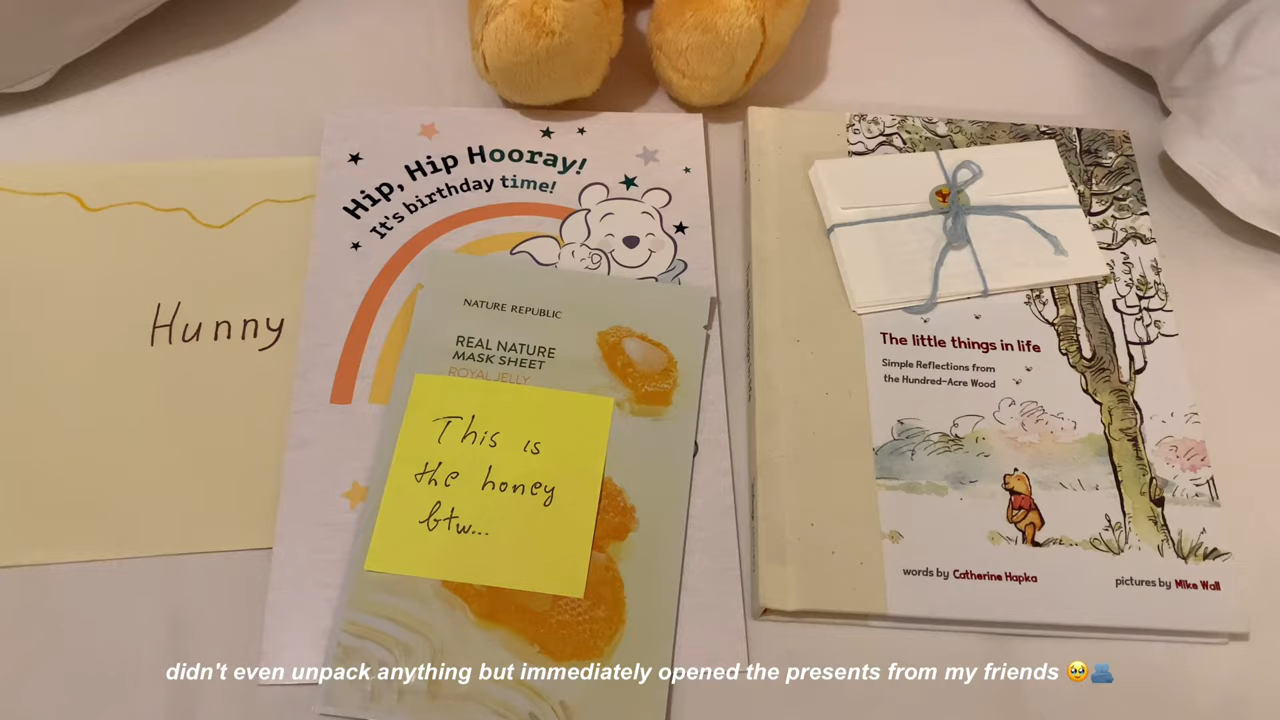 Hunny
Hip, Hip Hooray!
It's birthday time!
NATURE REPUBLIC
REAL NATURE
MASK SHEET
ROYAL JELLY
This is
the honey
btw...
The little things in life
Simple Reflections from
the Hundred-Acre Wood
words by Catherine Hapka
pictures by Mike Wall
didn't even unpack anything but immediately opened the presents from my friends 🥹🫂